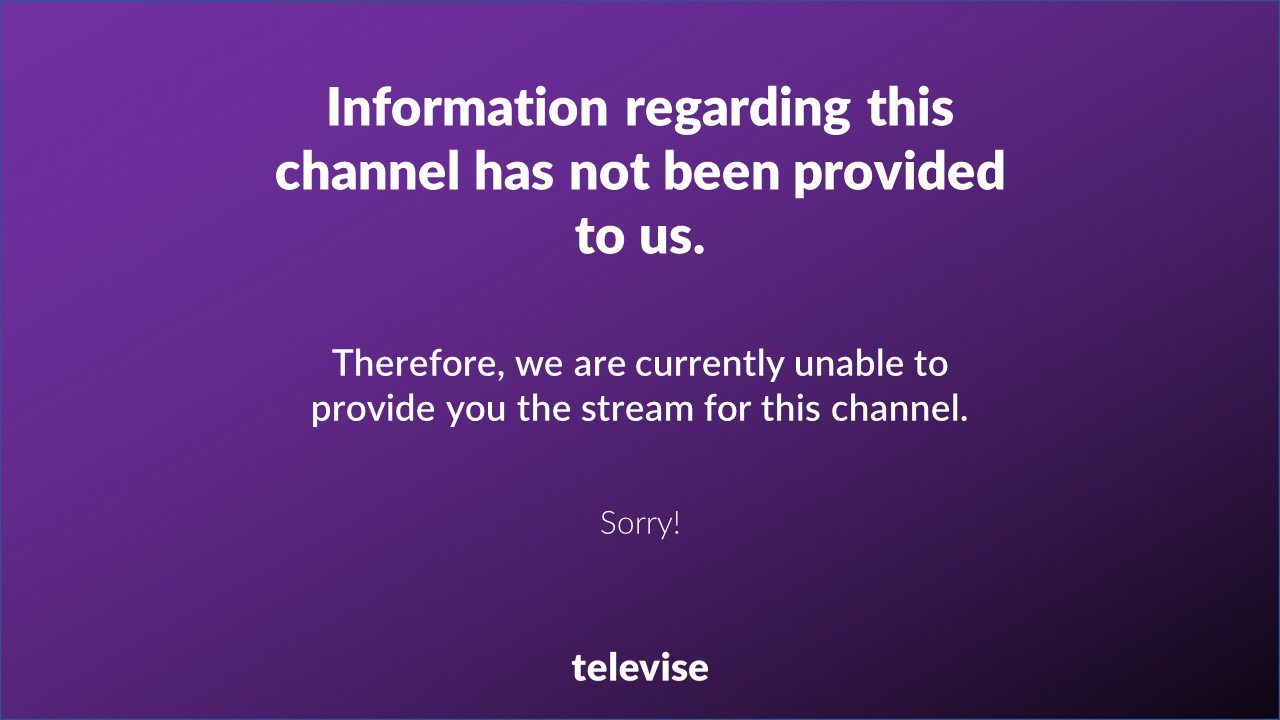 Information regarding this
channel has not been provided
to us.
Therefore, we are currently unable to
provide you the stream for this channel.
Sorry!
televise